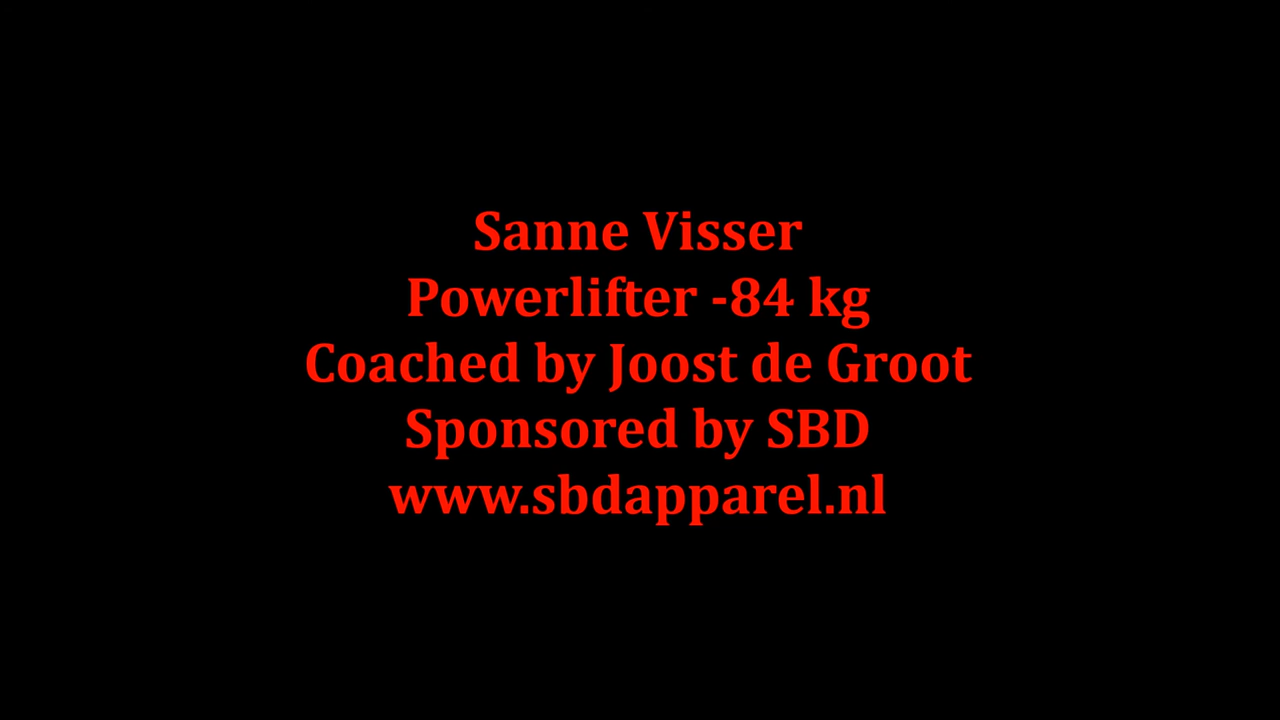 Sanne Visser
Powerlifter -84 kg
Coached by Joost de Groot
Sponsored by SBD
www.sbdapparel.nl